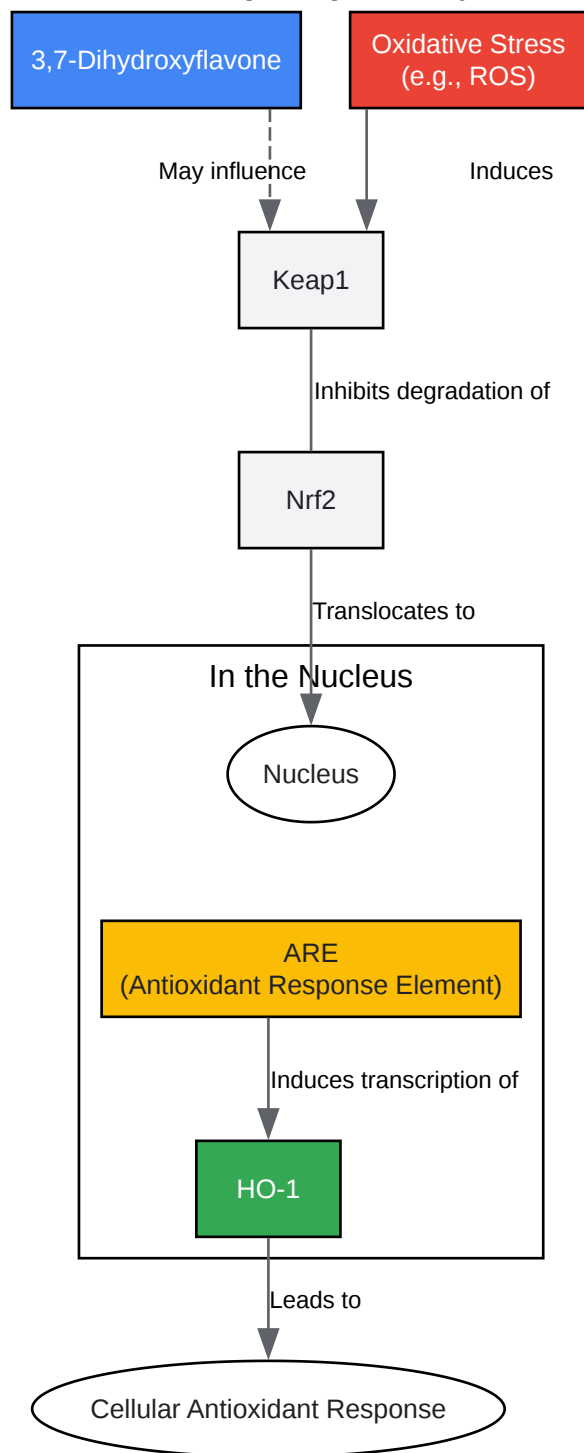 3,7-Dihydroxyflavone
Oxidative Stress
(e.g., ROS)
May influence
Induces
Keap1
Inhibits degradation of
Nrf2
Translocates to
In the Nucleus
Nucleus
ARE
(Antioxidant Response Element)
Induces transcription of
HO-1
Leads to
Cellular Antioxidant Response